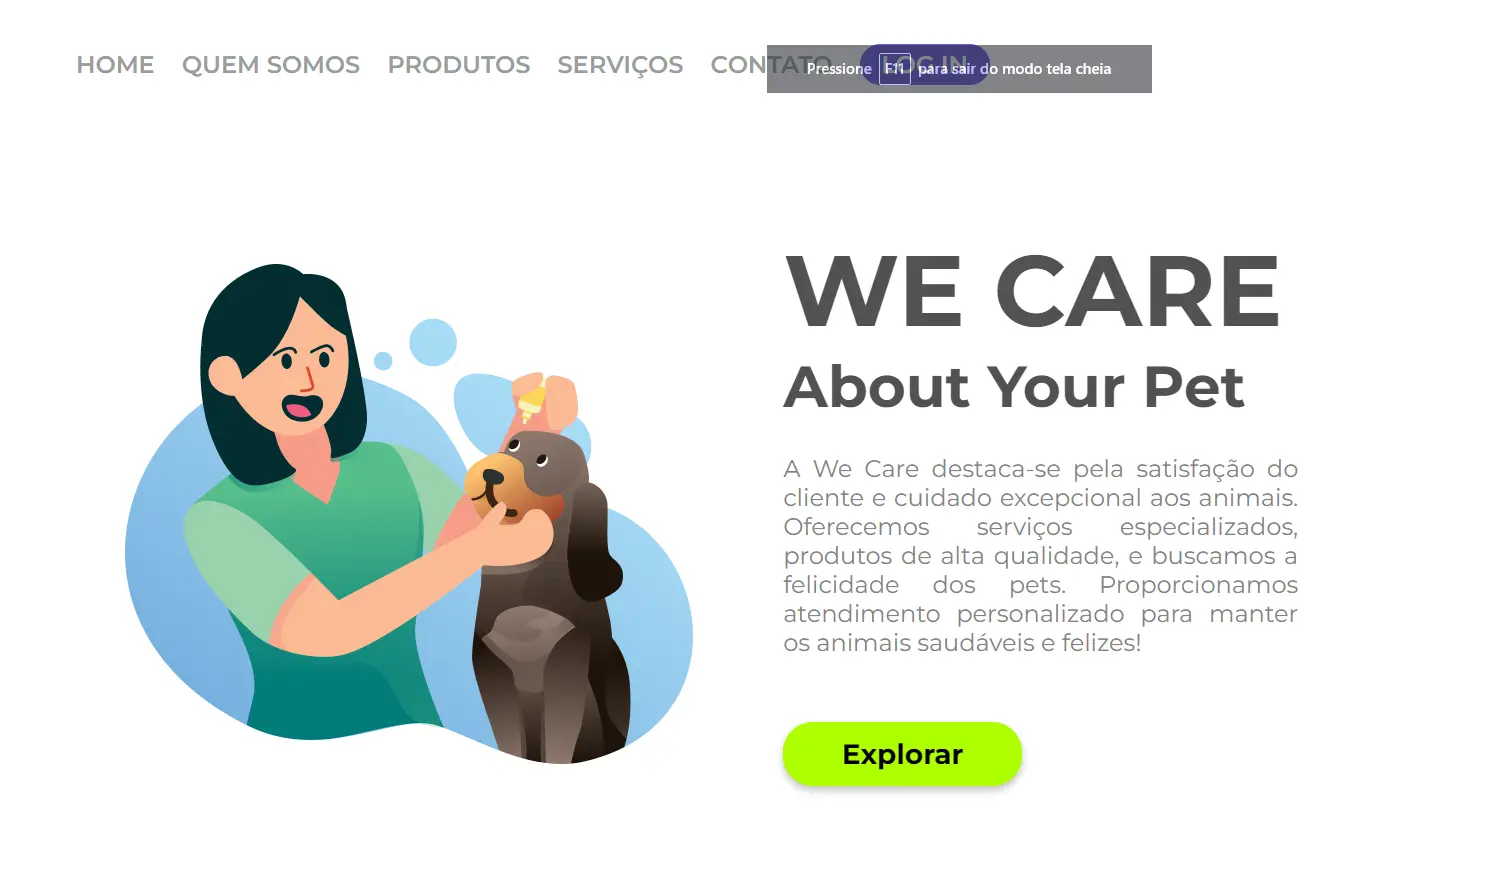 HOME QUEM SOMOS PRODUTOS SERVIÇOS CONTATO LOG IN
Pressione F11 para sair do modo tela cheia
WE CARE
About Your Pet
A We Care destaca-se pela satisfação do
cliente e cuidado excepcional aos animais.
Oferecemos serviços especializados,
produtos de alta qualidade, e buscamos a
felicidade dos pets. Proporcionamos
atendimento personalizado para manter
os animais saudáveis e felizes!
Explorar